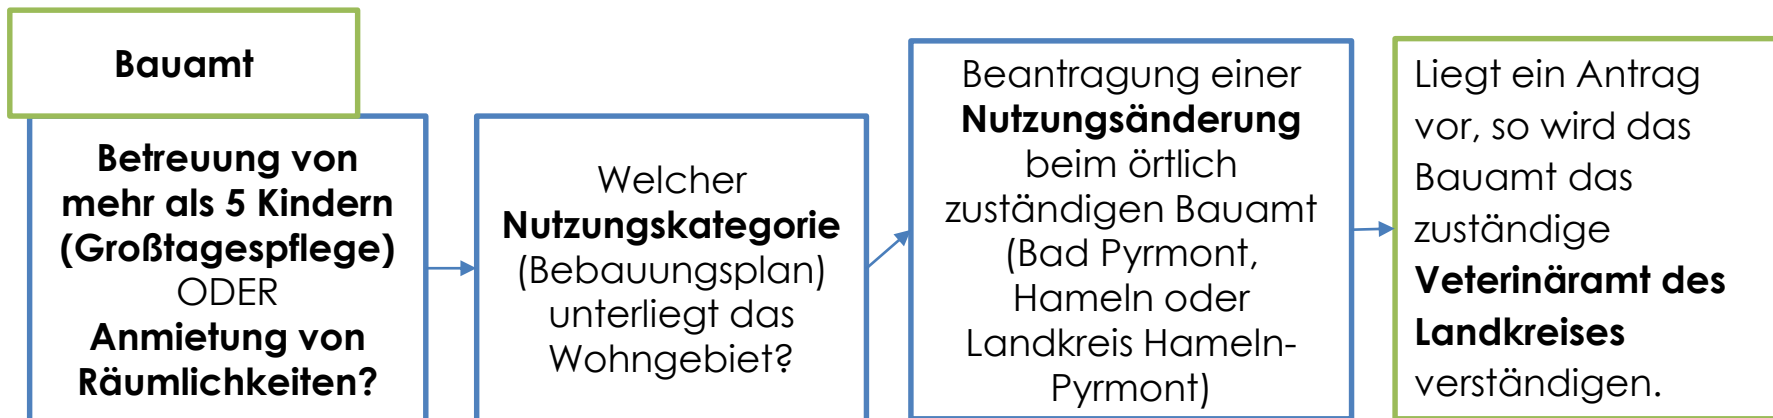 Bauamt
Betreuung von
mehr als 5 Kindern
(Großtagespflege)
ODER
Anmietung von
Räumlichkeiten?
Welcher
Nutzungskategorie
(Bebauungsplan)
unterliegt das
Wohngebiet?
Beantragung einer
Nutzungsänderung
beim örtlich
zuständigen Bauamt
(Bad Pyrmont,
Hameln oder
Landkreis Hameln-
Pyrmont)
Liegt ein Antrag
vor, so wird das
Bauamt das
zuständige
Veterinäramt des
Landkreises
verständigen.